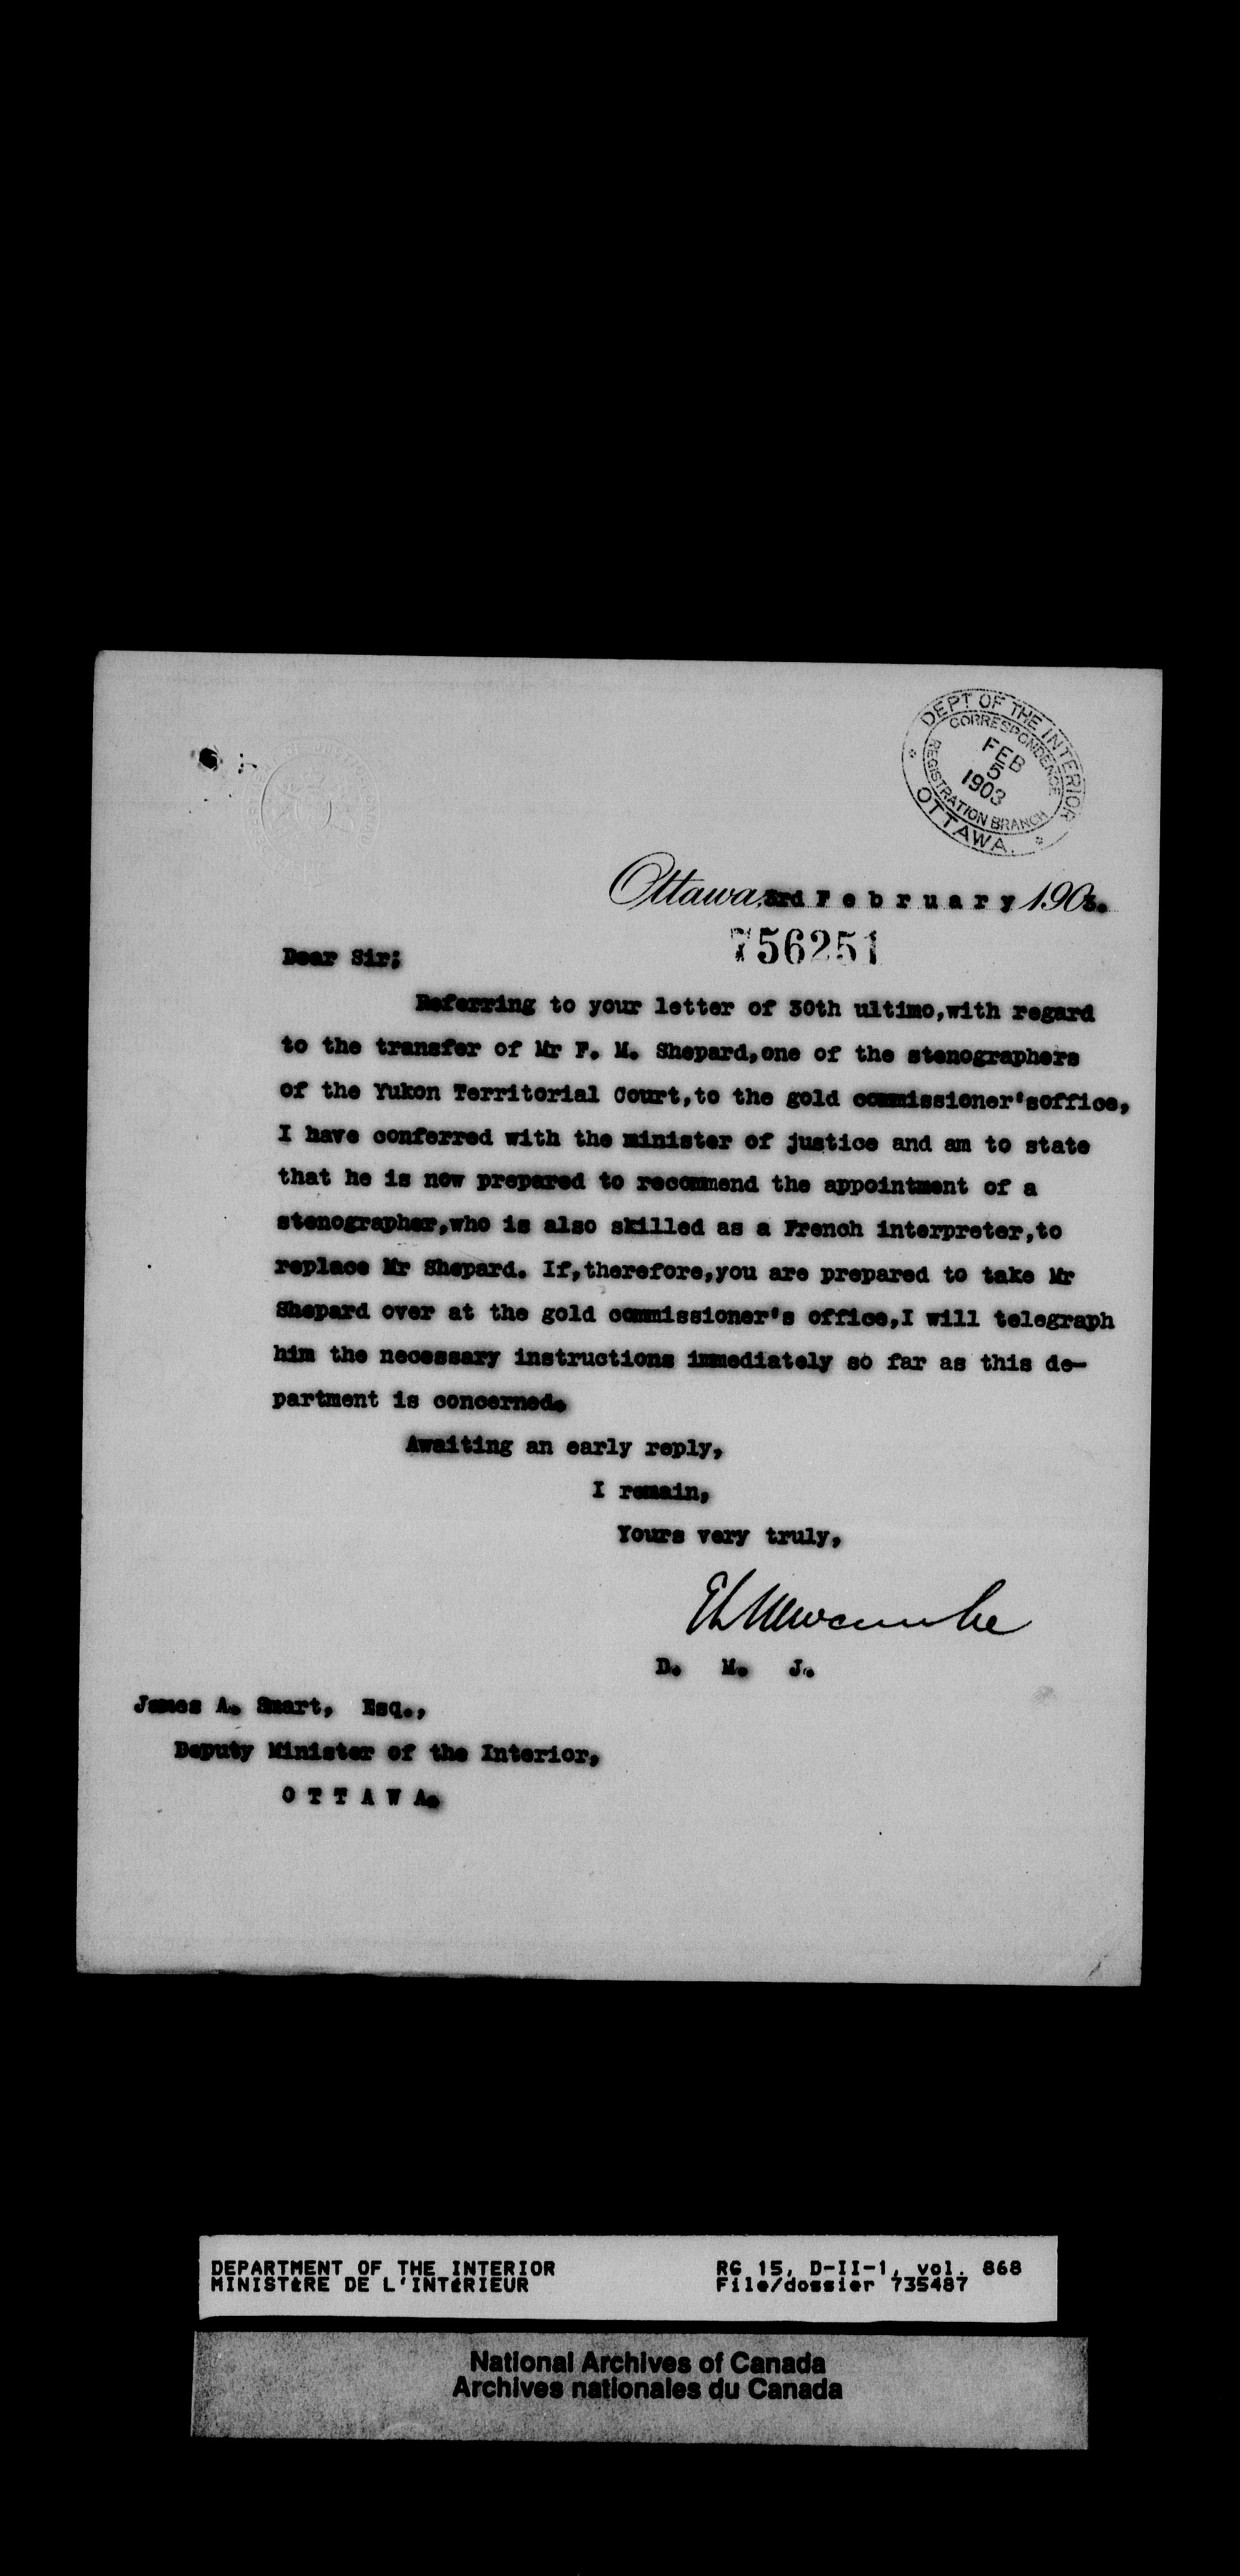 DEPT OF THE INTERIOR
CORRESPONDENCE
FEB
5
1903
REGISTRATION BRANCH
OTTAWA.
Ottawa, 3rd February 1903.
756251
Dear Sir;
Referring to your letter of 30th ultimo,with regard
to the transfer of Mr F. M. Shepard,one of the stenographers
of the Yukon Territorial Court,to the gold commissioner'soffice,
I have conferred with the minister of justice and am to state
that he is now prepared to recommend the appointment of a
stenographer,who is also skilled as a French interpreter,to
replace Mr Shepard. If,therefore,you are prepared to take Mr
Shepard over at the gold commissioner's office,I will telegraph
him the necessary instructions immediately so far as this de-
partment is concerned.
Awaiting an early reply,
I remain,
Yours very truly,
EL Newcombe
D. M. J.
James A. Smart, Esq.,
Deputy Minister of the Interior,
O T T A W A.
DEPARTMENT OF THE INTERIOR RG 15, D-II-1, vol. 868
MINISTÈRE DE L'INTÉRIEUR File/dossier 735487
National Archives of Canada
Archives nationales du Canada